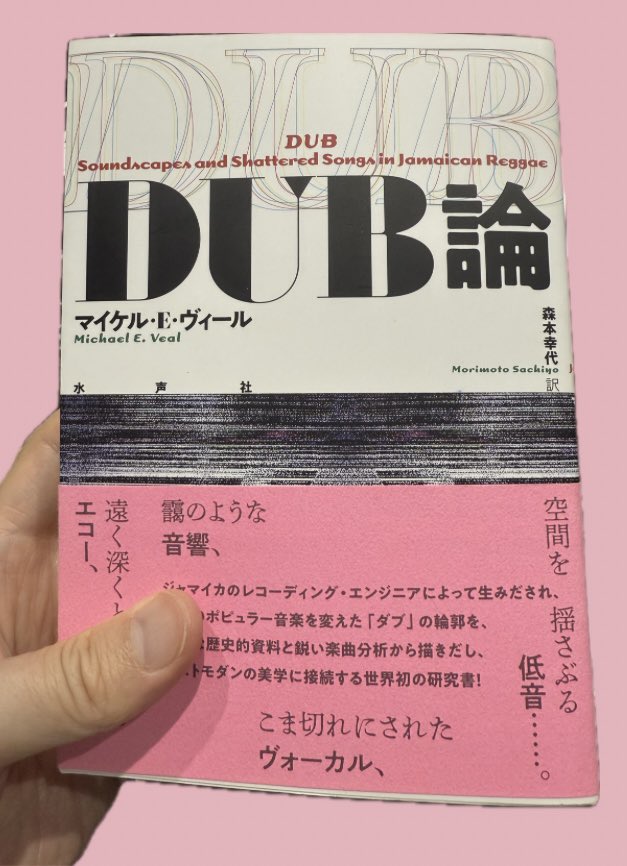 DUB
DUB
Soundscapes and Shattered Songs in Jamaican Reggae
DUB論
マイケル・E・ヴィール
Michael E. Veal
森本幸代 訳
Morimoto Sachiyo
水声社
空間を揺さぶる
低音……。
靄のような
音響、
遠く深く
エコー、
ジャマイカのレコーディング・エンジニアによって生みだされ、
ポピュラー音楽を変えた「ダブ」の輪郭を、
歴史的資料と鋭い楽曲分析から描きだし、
トモダンの美学に接続する世界初の研究書!
こま切れにされた
ヴォーカル、